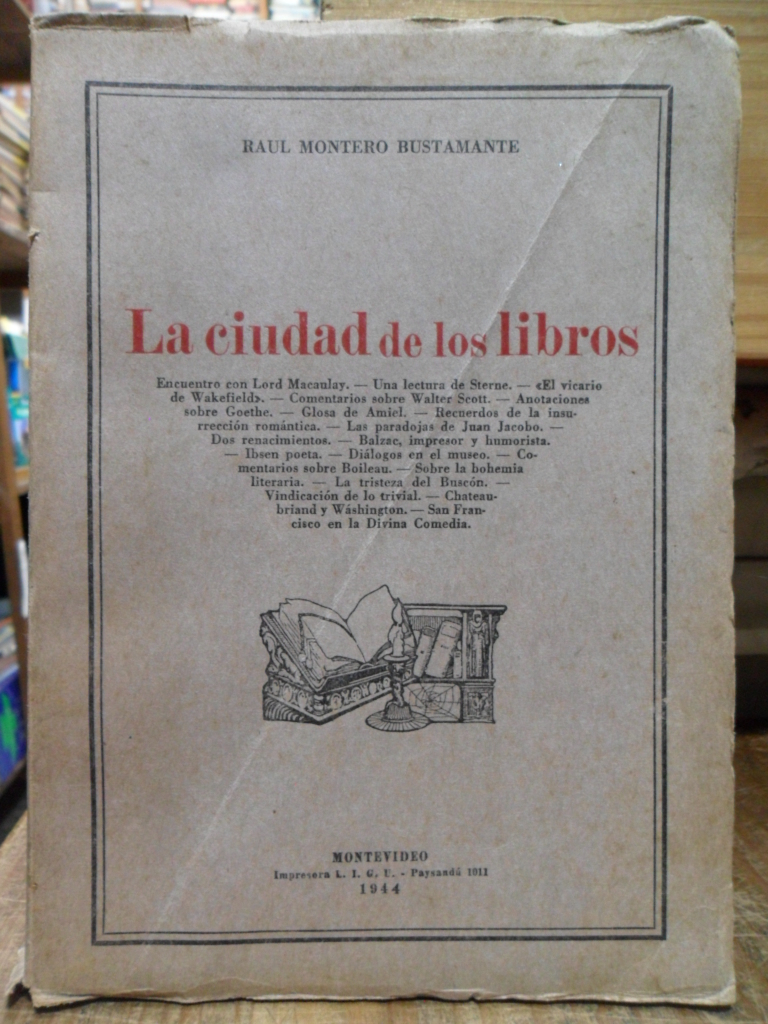 RAUL MONTERO BUSTAMANTE
La ciudad de los libros
Encuentro con Lord Macaulay. — Una lectura de Sterne. — «El vicario
de Wakefield». — Comentarios sobre Walter Scott. — Anotaciones
sobre Goethe. — Glosa de Amiel. — Recuerdos de la insu-
rrección romántica. — Las paradojas de Juan Jacobo. —
Dos renacimientos. — Balzac, impresor y humorista.
— Ibsen poeta. — Diálogos en el museo. — Co-
mentarios sobre Boileau. — Sobre la bohemia
literaria. — La tristeza del Buscón. —
Vindicación de lo trivial. — Chateau-
briand y Wáshington. — San Fran-
cisco en la Divina Comedia.
MONTEVIDEO
Impresora L. I. G. U. - Paysandú 1011
1944